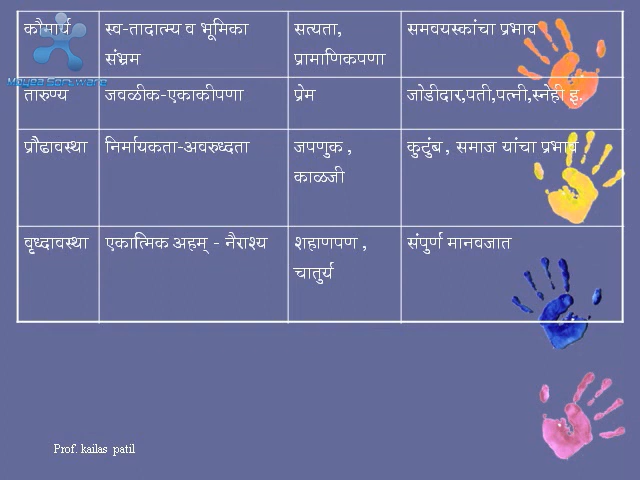 कौमार्य स्व-तादात्म्य व भूमिका सत्यता, समवयस्कांचा प्रभाव
संभ्रम प्रामाणिकपणा
तारुण्य जवळीक-एकाकीपणा प्रेम जोडीदार,पती,पत्नी,स्नेही इ.
प्रौढावस्था निर्मायकता-अवरुध्दता जपणुक , कुटुंब , समाज यांचा प्रभाव
काळजी
वृध्दावस्था एकात्मिक अहम् - नैराश्य शहाणपण , संपुर्ण मानवजात
चातुर्य
Prof. kailas patil